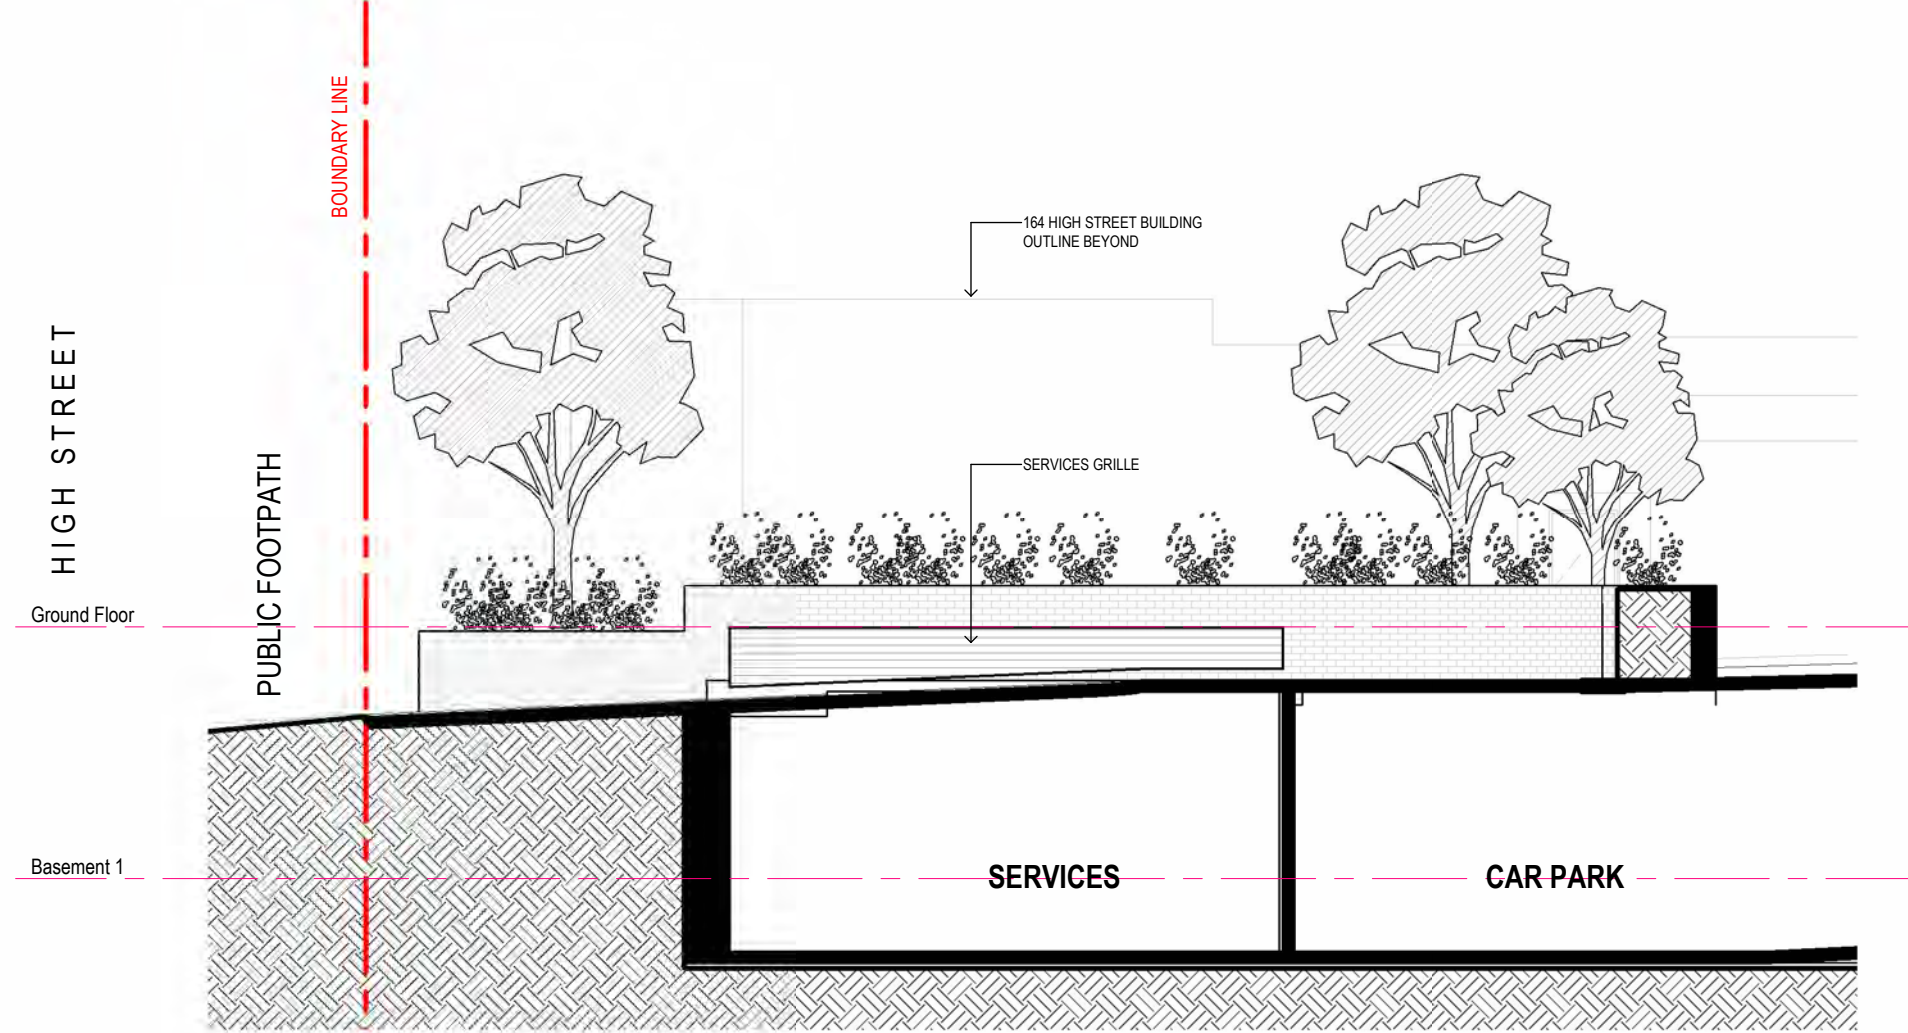 BOUNDARY LINE
164 HIGH STREET BUILDING
OUTLINE BEYOND
HIGH STREET
PUBLIC FOOTPATH
SERVICES GRILLE
Ground Floor
Basement 1
SERVICES
CAR PARK